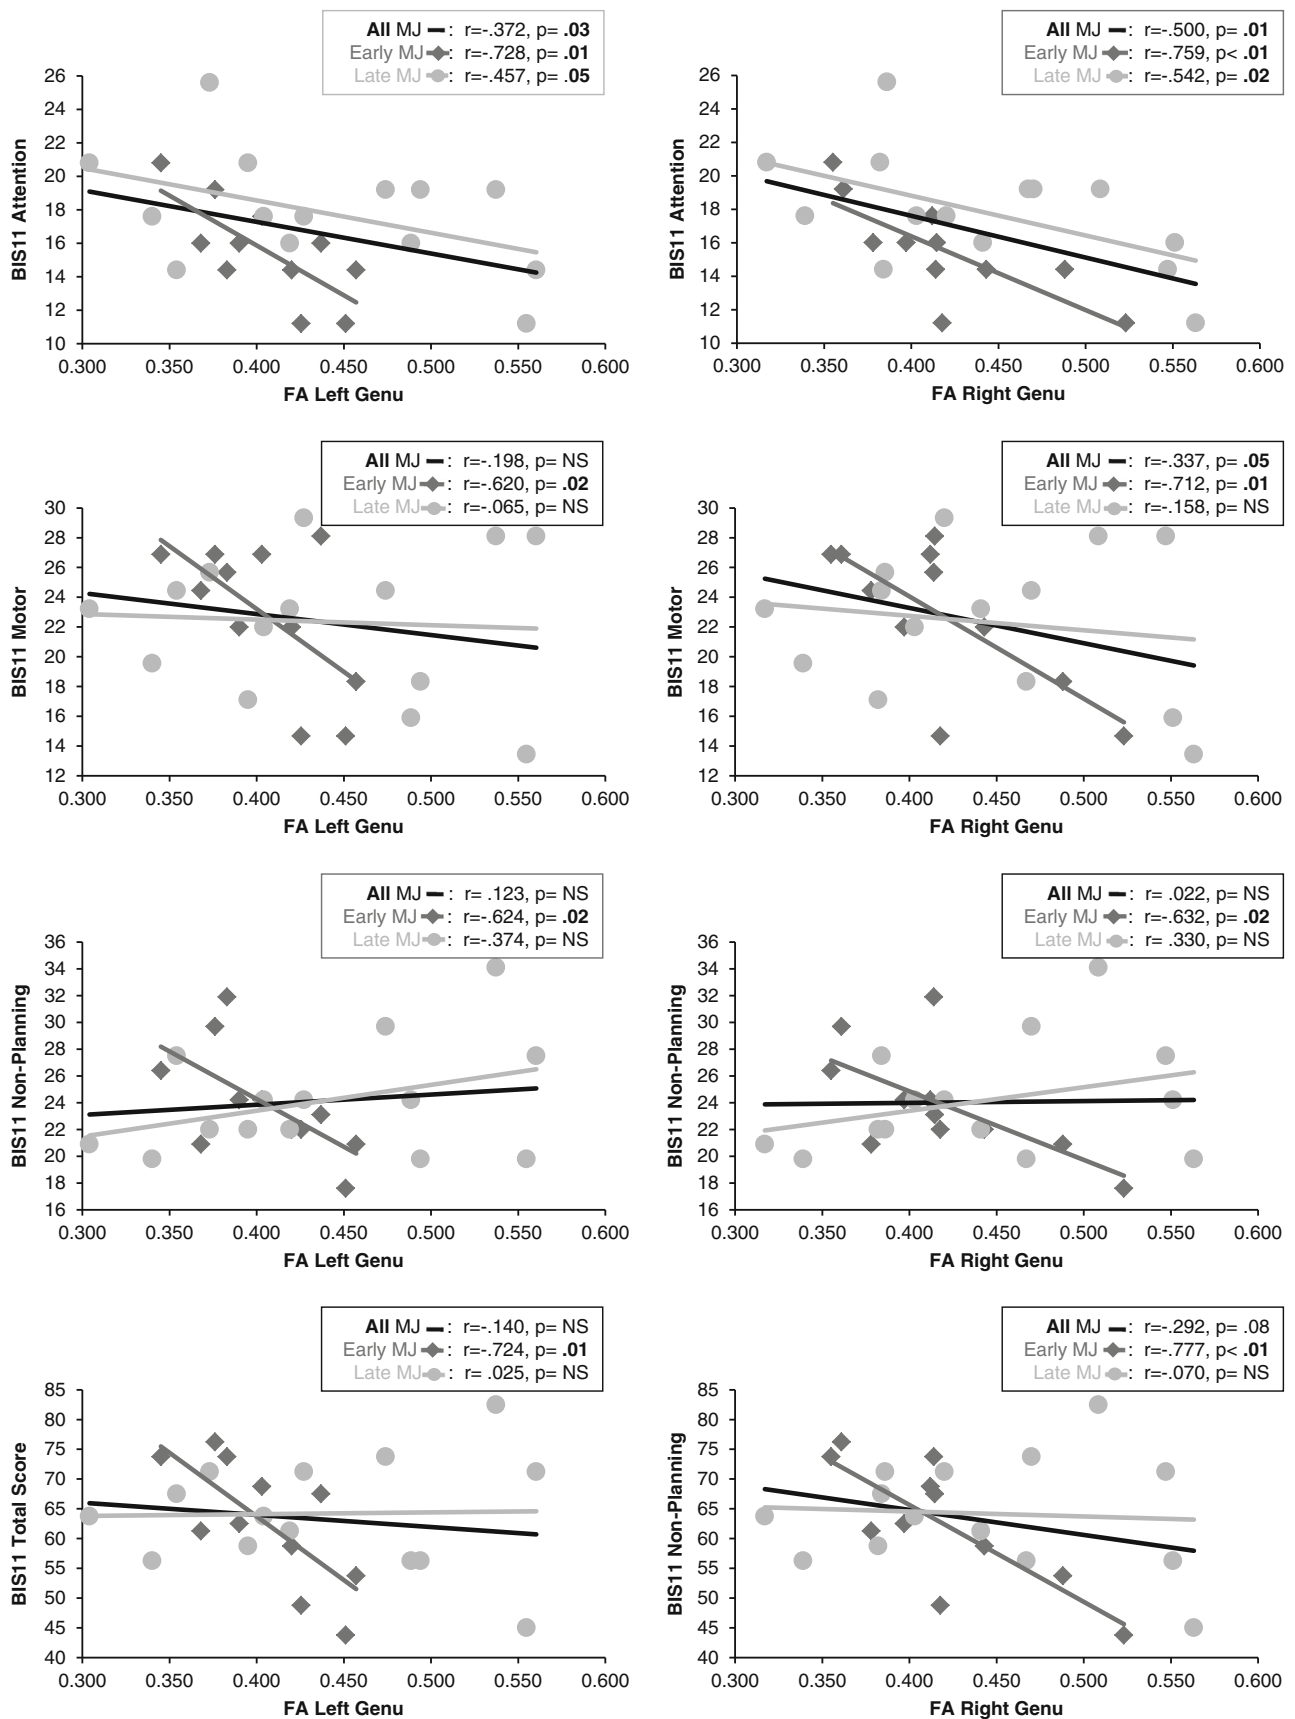 All MJ : r=-.372, p= .03
Early MJ : r=-.728, p= .01
Late MJ : r=-.457, p= .05
26
24
22
20
18
16
14
12
10
BIS11 Attention
0.300 0.350 0.400 0.450 0.500 0.550 0.600
FA Left Genu
All MJ : r=-.500, p= .01
Early MJ : r=-.759, p< .01
Late MJ : r=-.542, p= .02
26
24
22
20
18
16
14
12
10
BIS11 Attention
0.300 0.350 0.400 0.450 0.500 0.550 0.600
FA Right Genu
All MJ : r=-.198, p= NS
Early MJ : r=-.620, p= .02
Late MJ : r=-.065, p= NS
30
28
26
24
22
20
18
16
14
12
BIS11 Motor
0.300 0.350 0.400 0.450 0.500 0.550 0.600
FA Left Genu
All MJ : r=-.337, p= .05
Early MJ : r=-.712, p= .01
Late MJ : r=-.158, p= NS
30
28
26
24
22
20
18
16
14
12
BIS11 Motor
0.300 0.350 0.400 0.450 0.500 0.550 0.600
FA Right Genu
All MJ : r= .123, p= NS
Early MJ : r=-.624, p= .02
Late MJ : r=-.374, p= NS
36
34
32
30
28
26
24
22
20
18
16
BIS11 Non-Planning
0.300 0.350 0.400 0.450 0.500 0.550 0.600
FA Left Genu
All MJ : r= .022, p= NS
Early MJ : r=-.632, p= .02
Late MJ : r= .330, p= NS
36
34
32
30
28
26
24
22
20
18
16
BIS11 Non-Planning
0.300 0.350 0.400 0.450 0.500 0.550 0.600
FA Right Genu
All MJ : r=-.140, p= NS
Early MJ : r=-.724, p= .01
Late MJ : r= .025, p= NS
85
80
75
70
65
60
55
50
45
40
BIS11 Total Score
0.300 0.350 0.400 0.450 0.500 0.550 0.600
FA Left Genu
All MJ : r=-.292, p= .08
Early MJ : r=-.777, p< .01
Late MJ : r=-.070, p= NS
85
80
75
70
65
60
55
50
45
40
BIS11 Non-Planning
0.300 0.350 0.400 0.450 0.500 0.550 0.600
FA Right Genu